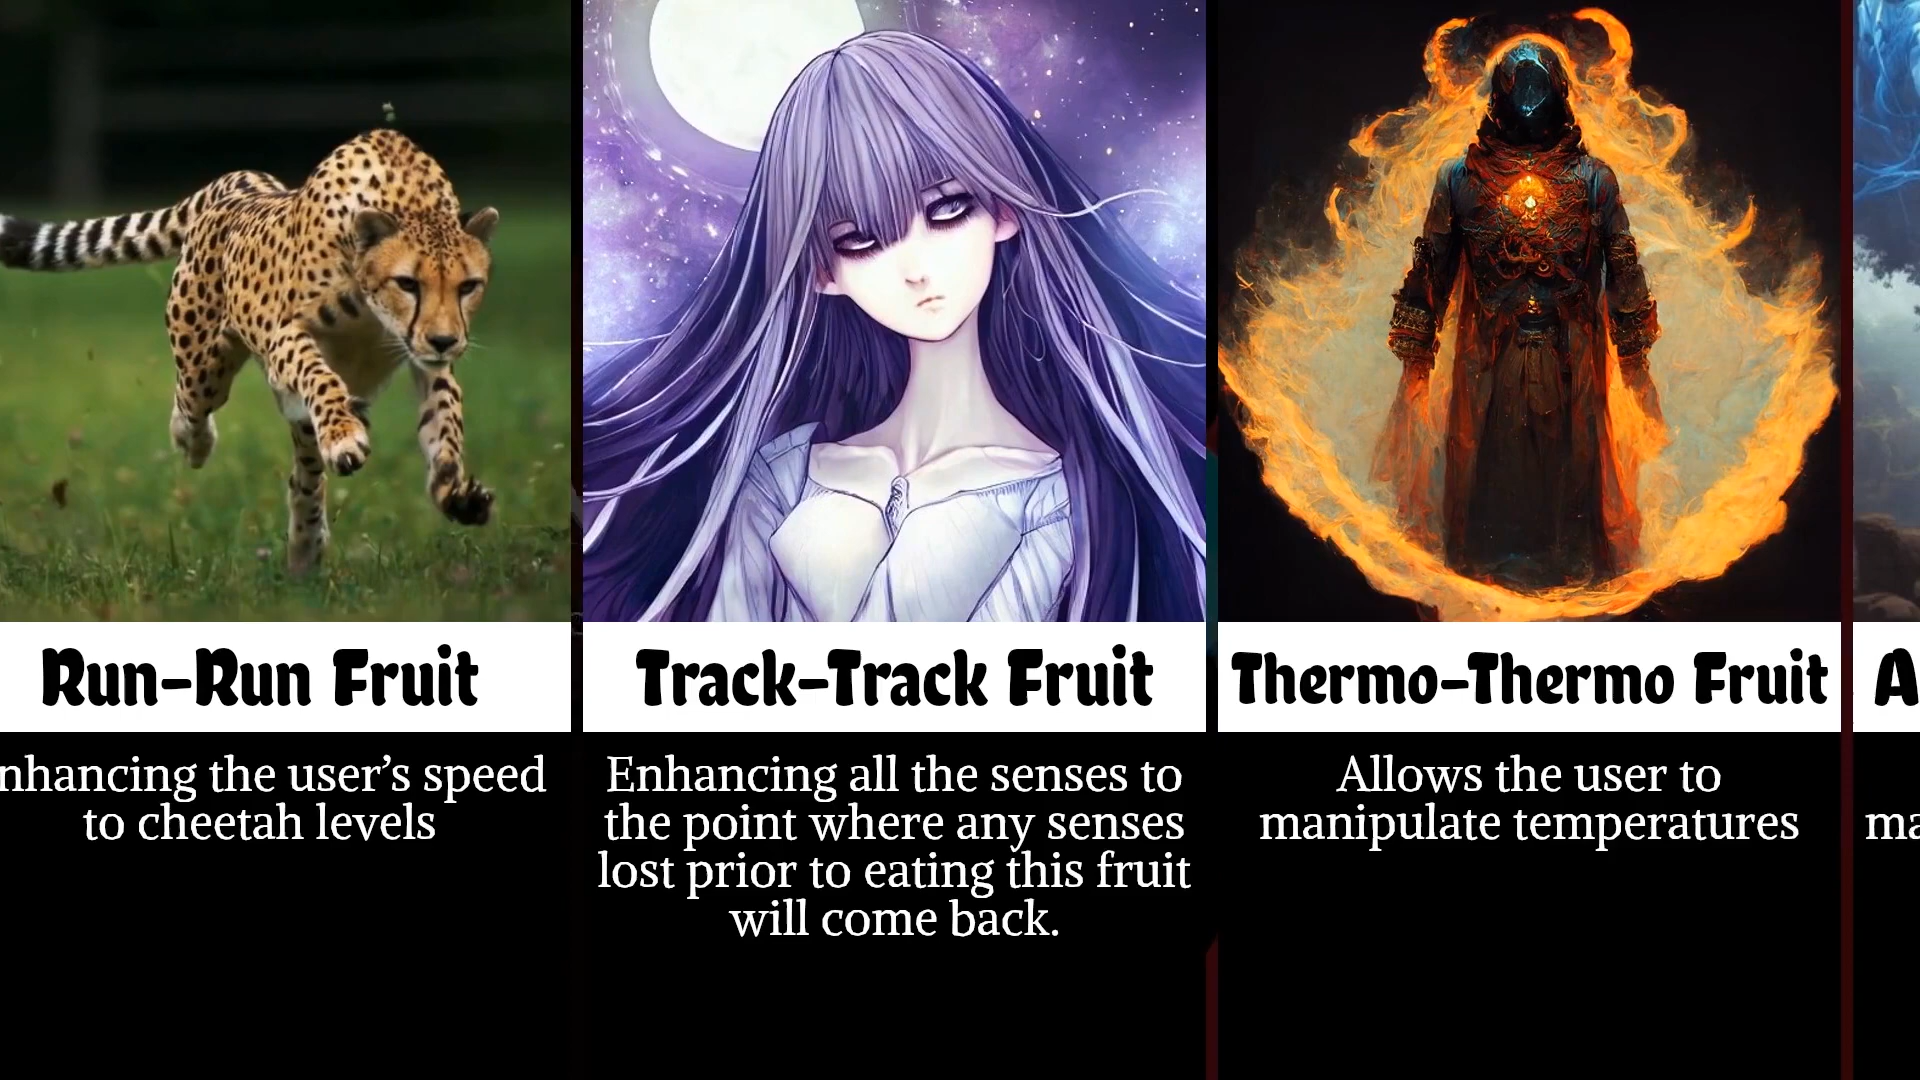 Run-Run Fruit
nhancing the user's speed
to cheetah levels
Track-Track Fruit
Enhancing all the senses to
the point where any senses
lost prior to eating this fruit
will come back.
Thermo-Thermo Fruit
Allows the user to
manipulate temperatures
A
ma